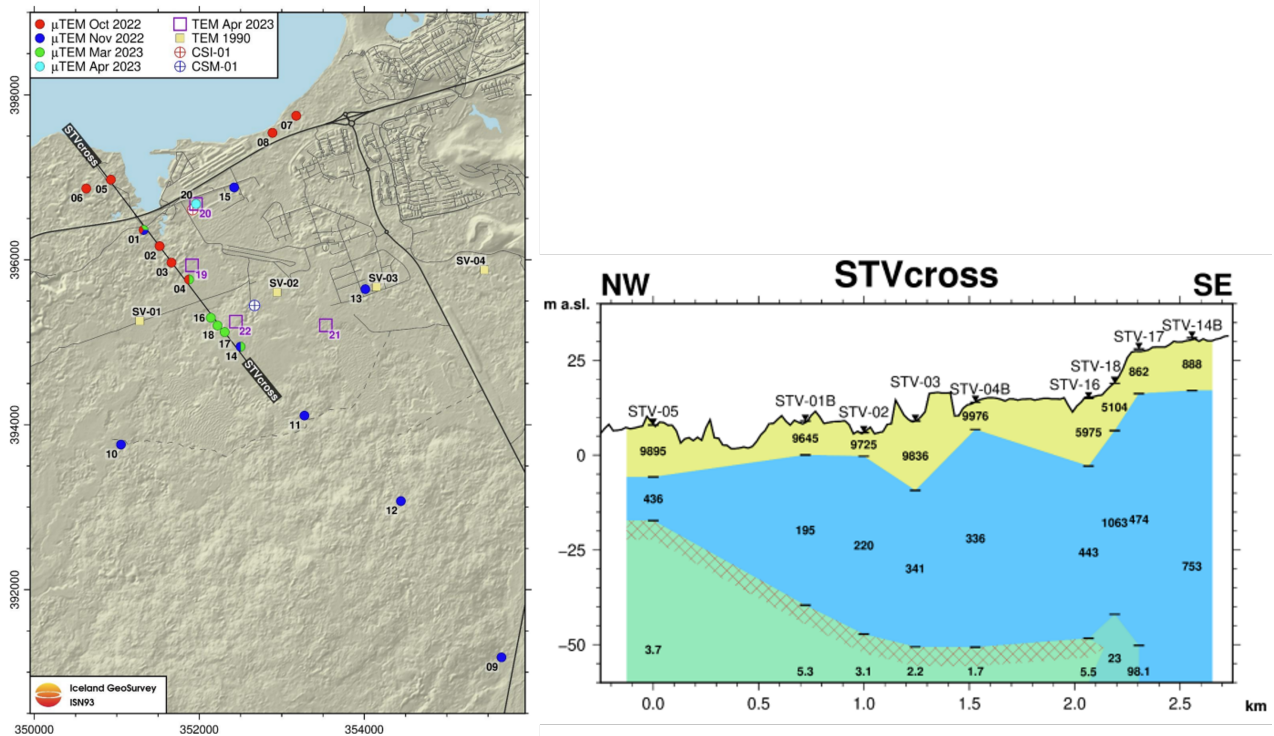 μTEM Oct 2022
μTEM Nov 2022
μTEM Mar 2023
μTEM Apr 2023
TEM Apr 2023
TEM 1990
CSI-01
CSM-01
398000
396000
394000
392000
350000
352000
354000
STVcross
07
08
05
06
20
20
15
01
02
03
19
04
SV-04
SV-02
SV-03
13
SV-01
16
18
17
22
21
14
STVcross
11
10
12
09
Iceland GeoSurvey
ISN93
NW
STVcross
SE
m a.sl.
25
0
−25
−50
STV-05
STV-01B
STV-02
STV-03
STV-04B
STV-16
STV-18
STV-17
STV-14B
9895
9645
9725
9836
9976
5975
5104
862
888
436
195
220
341
336
443
1063
474
753
3.7
5.3
3.1
2.2
1.7
5.5
23
98.1
0.0
0.5
1.0
1.5
2.0
2.5
km